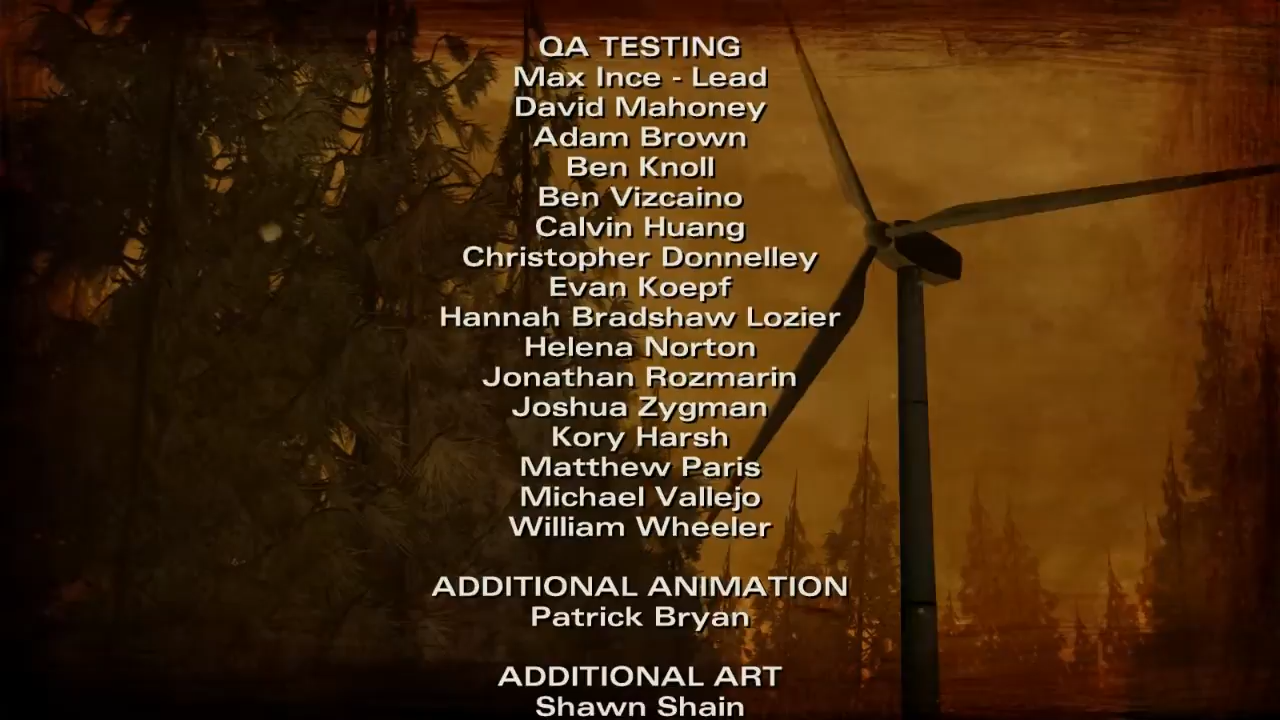 QA TESTING
Max Ince - Lead
David Mahoney
Adam Brown
Ben Knoll
Ben Vizcaino
Calvin Huang
Christopher Donnelley
Evan Koepf
Hannah Bradshaw Lozier
Helena Norton
Jonathan Rozmarin
Joshua Zygman
Kory Harsh
Matthew Paris
Michael Vallejo
William Wheeler
ADDITIONAL ANIMATION
Patrick Bryan
ADDITIONAL ART
Shawn Shain